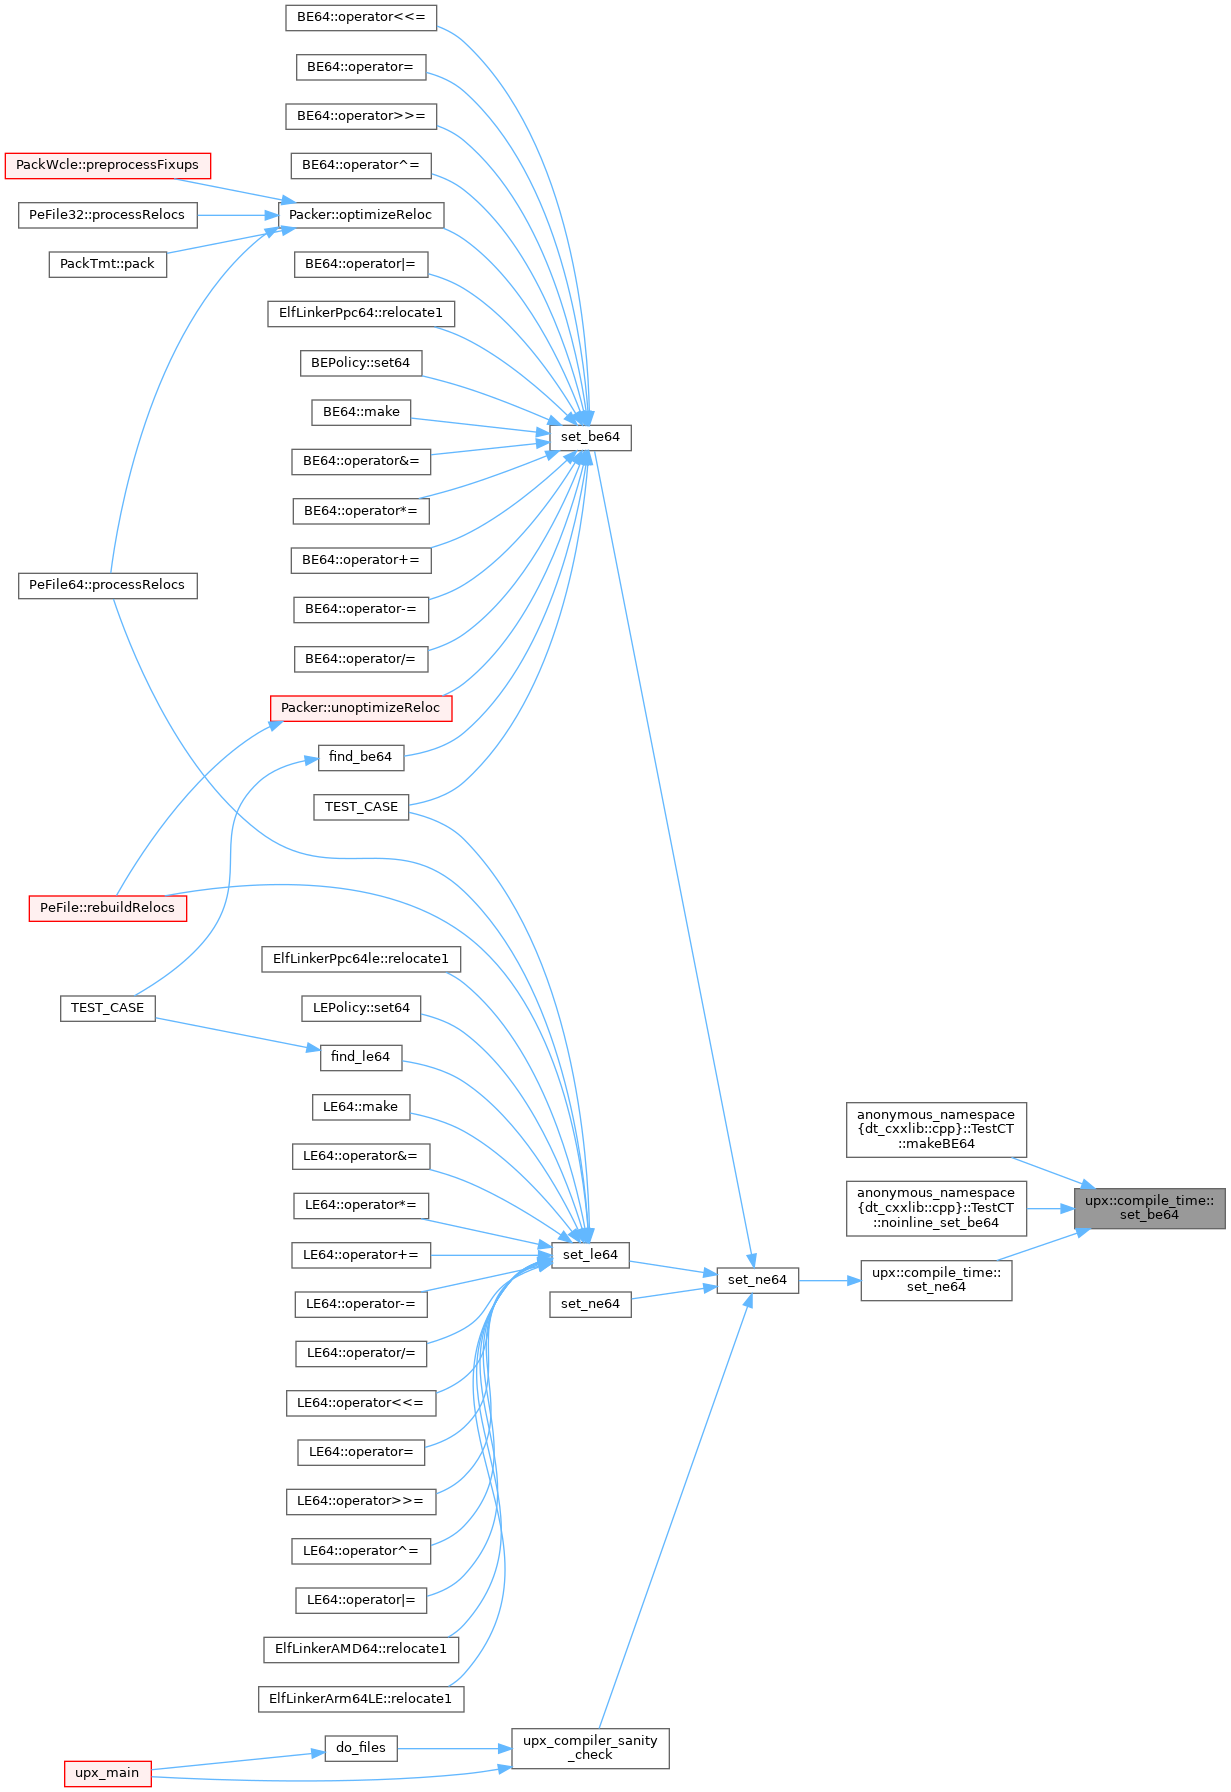 BE64::operator<<=
BE64::operator=
BE64::operator>>=
PackWcle::preprocessFixups
BE64::operator^=
PeFile32::processRelocs
Packer::optimizeReloc
PackTmt::pack
BE64::operator|=
ElfLinkerPpc64::relocate1
BEPolicy::set64
BE64::make
set_be64
BE64::operator&=
BE64::operator*=
BE64::operator+=
PeFile64::processRelocs
BE64::operator-=
BE64::operator/=
Packer::unoptimizeReloc
find_be64
TEST_CASE
PeFile::rebuildRelocs
ElfLinkerPpc64le::relocate1
TEST_CASE
LEPolicy::set64
find_le64
LE64::make
anonymous_namespace
{dt_cxxlib::cpp}::TestCT
::makeBE64
LE64::operator&=
anonymous_namespace
{dt_cxxlib::cpp}::TestCT
::noinline_set_be64
upx::compile_time::
set_be64
LE64::operator*=
LE64::operator+=
set_le64
set_ne64
upx::compile_time::
set_ne64
LE64::operator-=
set_ne64
LE64::operator/=
LE64::operator<<=
LE64::operator=
LE64::operator>>=
LE64::operator^=
LE64::operator|=
ElfLinkerAMD64::relocate1
ElfLinkerArm64LE::relocate1
do_files
upx_compiler_sanity
_check
upx_main